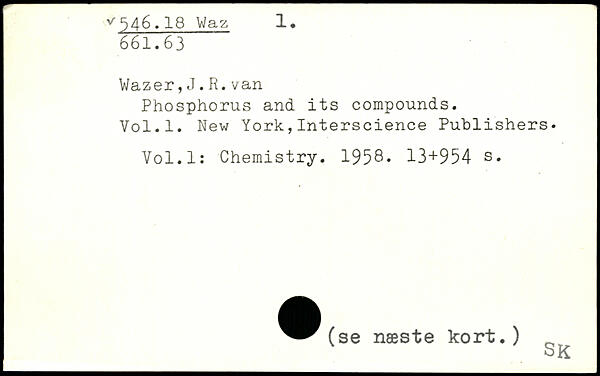 v 546.18 Waz 1.
661.63
Wazer,J.R.van
Phosphorus and its compounds.
Vol.1. New York,Interscience Publishers.
Vol.1: Chemistry. 1958. 13+954 s.
(se næste kort.)
SK